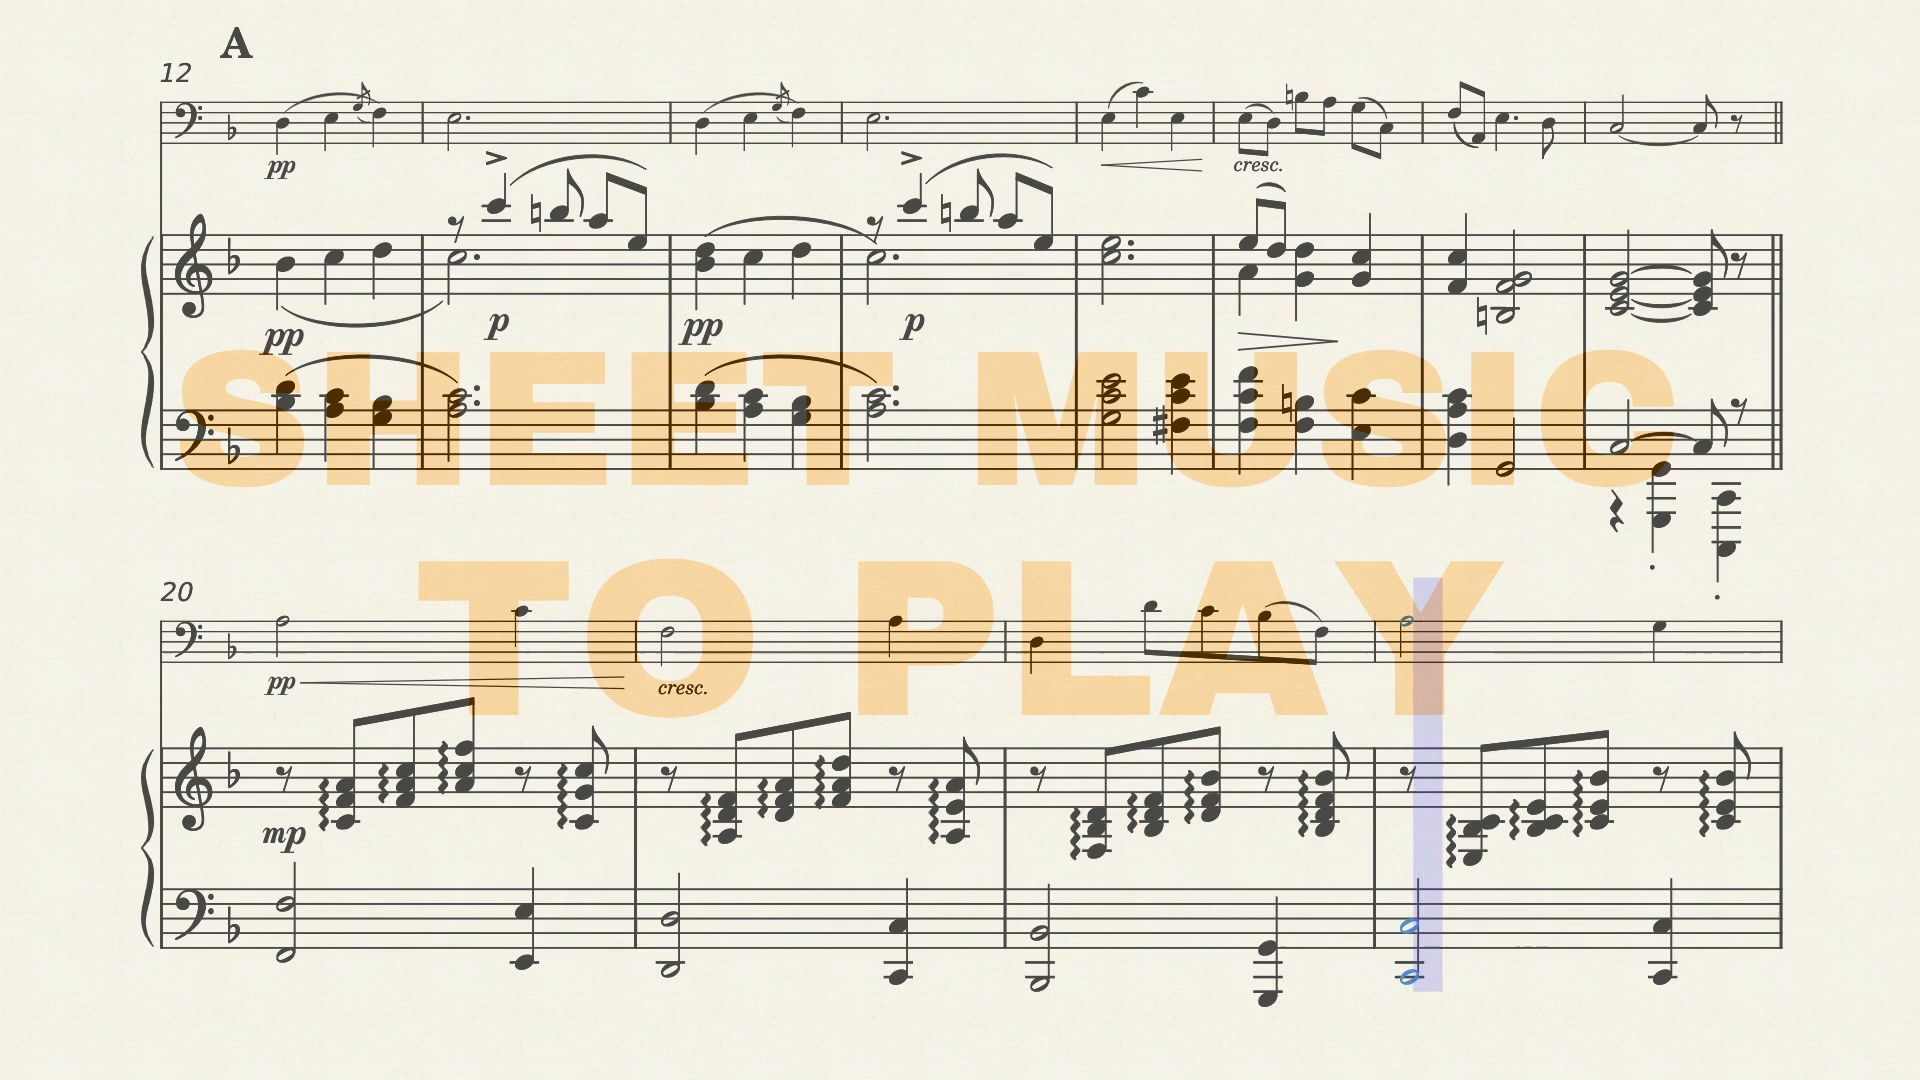 A
12
pp
cresc.
pp
p
pp
p
SHEET MUSIC
TO PLAY
20
pp
cresc.
mp